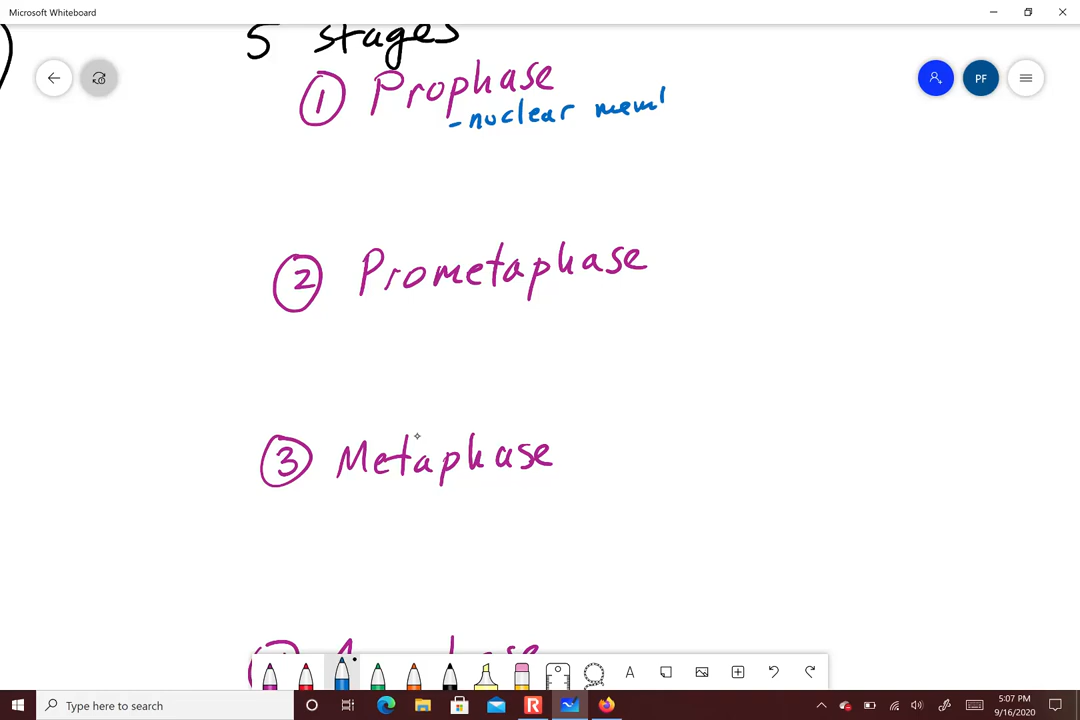 Microsoft Whiteboard
5 stages
① Prophase
-nuclear mem
PF
② Prometaphase
③ Metaphase
A
Type here to search
5:07 PM
9/16/2020